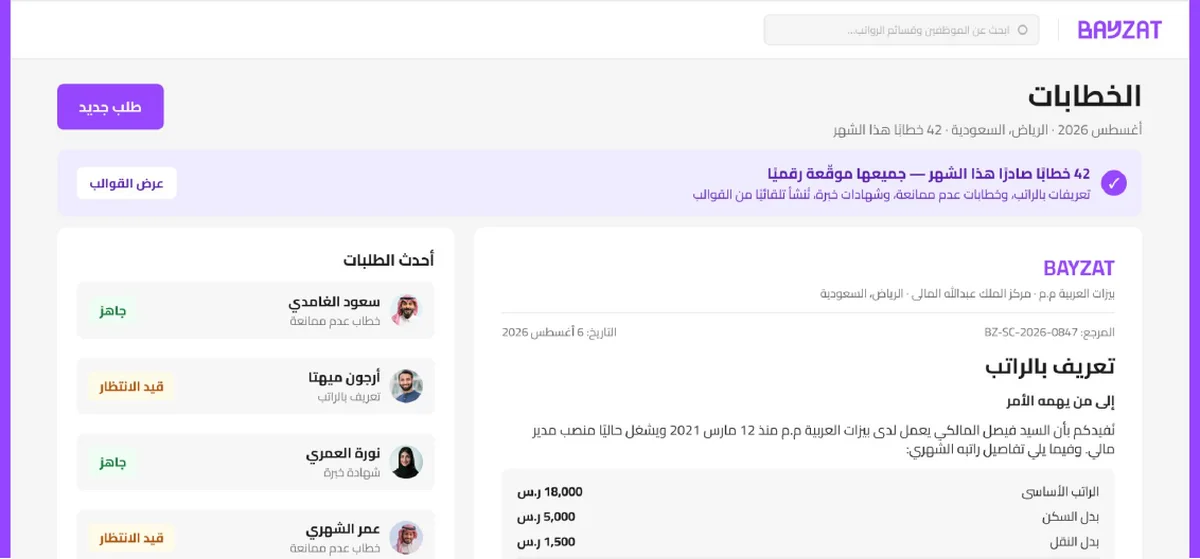 BAYZAT
ابحث عن الموظفين وقسائم الرواتب...
الخطابات
طلب جديد
أغسطس 2026 · الرياض، السعودية · 42 خطابًا هذا الشهر
42 خطابًا صادرًا هذا الشهر — جميعها موقّعة رقميًا
تعريفات بالراتب، وخطابات عدم ممانعة، وشهادات خبرة، تُنشأ تلقائيًا من القوالب
عرض القوالب
BAYZAT
بيزات العربية م.م · مركز الملك عبدالله المالي · الرياض، السعودية
المرجع: BZ-SC-2026-0847
التاريخ: 6 أغسطس 2026
تعريف بالراتب
إلى من يهمه الأمر
نُفيدكم بأن السيد فيصل المالكي يعمل لدى بيزات العربية م.م منذ 12 مارس 2021 ويشغل حاليًا منصب مدير
مالي. وفيما يلي تفاصيل راتبه الشهري:
الراتب الأساسي 18,000 ر.س
بدل السكن 5,000 ر.س
بدل النقل 1,500 ر.س
أحدث الطلبات
سعود الغامدي
خطاب عدم ممانعة
جاهز
أرجون ميهتا
تعريف بالراتب
قيد الانتظار
نورة العمري
شهادة خبرة
جاهز
عمر الشهري
خطاب عدم ممانعة
قيد الانتظار